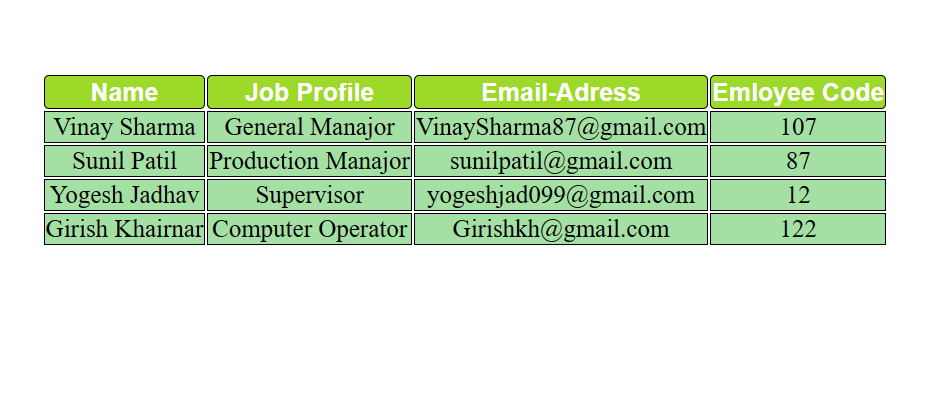 Name Job Profile Email-Adress Emloyee Code
Vinay Sharma General Manajor VinaySharma87@gmail.com 107
Sunil Patil Production Manajor sunilpatil@gmail.com 87
Yogesh Jadhav Supervisor yogeshjad099@gmail.com 12
Girish Khairnar Computer Operator Girishkh@gmail.com 122